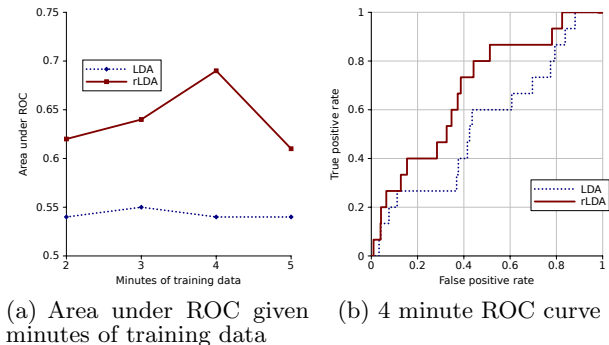 0.75
0.7
0.65
0.6
0.55
0.5
Area under ROC
LDA
rLDA
2
3
4
5
Minutes of training data
1
0.8
0.6
0.4
0.2
0
True positive rate
LDA
rLDA
0
0.2
0.4
0.6
0.8
1
False positive rate
(a) Area under ROC given
minutes of training data
(b) 4 minute ROC curve